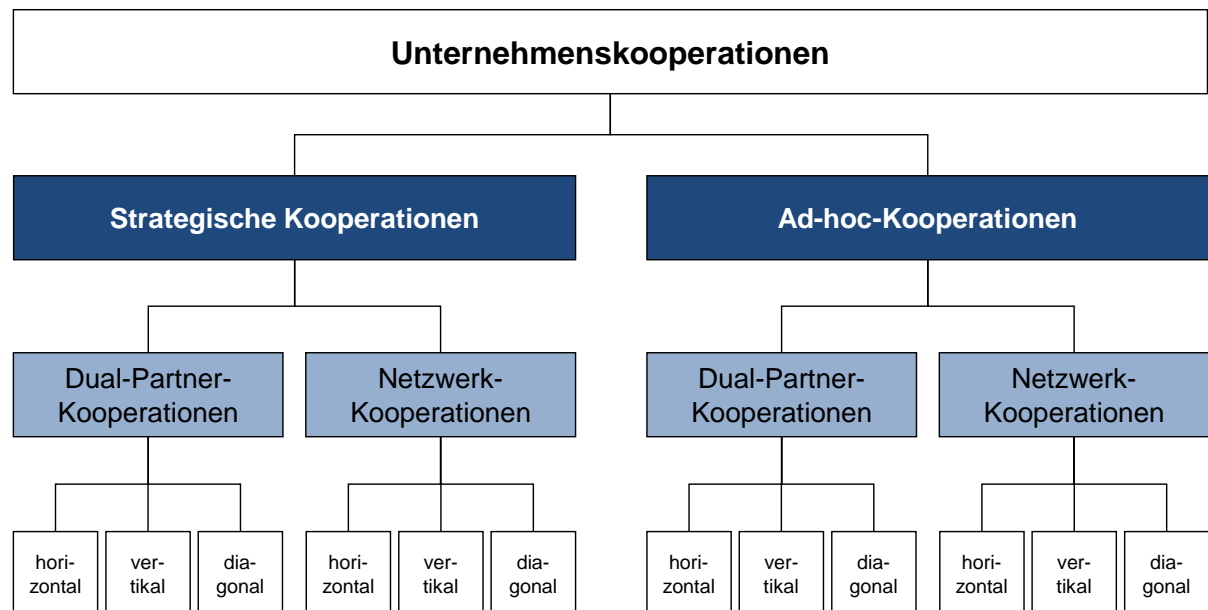 Unternehmenskooperationen
Strategische Kooperationen
Ad-hoc-Kooperationen
Dual-Partner-
Kooperationen
Netzwerk-
Kooperationen
Dual-Partner-
Kooperationen
Netzwerk-
Kooperationen
hori-
zontal
ver-
tikal
dia-
gonal
hori-
zontal
ver-
tikal
dia-
gonal
hori-
zontal
ver-
tikal
dia-
gonal
hori-
zontal
ver-
tikal
dia-
gonal